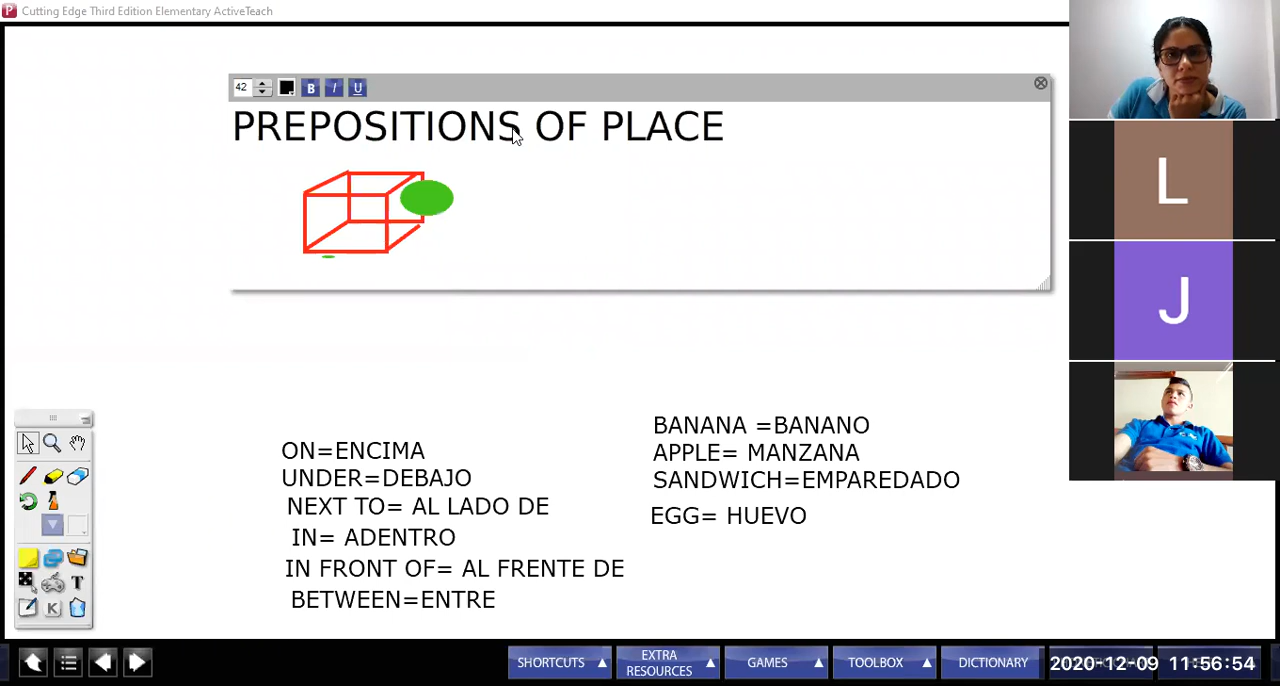 Cutting Edge Third Edition Elementary ActiveTeach
42 B I U
PREPOSITIONS OF PLACE
L
J
ON=ENCIMA
UNDER=DEBAJO
NEXT TO= AL LADO DE
IN= ADENTRO
IN FRONT OF= AL FRENTE DE
BETWEEN=ENTRE
BANANA =BANANO
APPLE= MANZANA
SANDWICH=EMPAREDADO
EGG= HUEVO
T
K
SHORTCUTS
EXTRA
RESOURCES
GAMES
TOOLBOX
DICTIONARY
2020-12-09 11:56:54